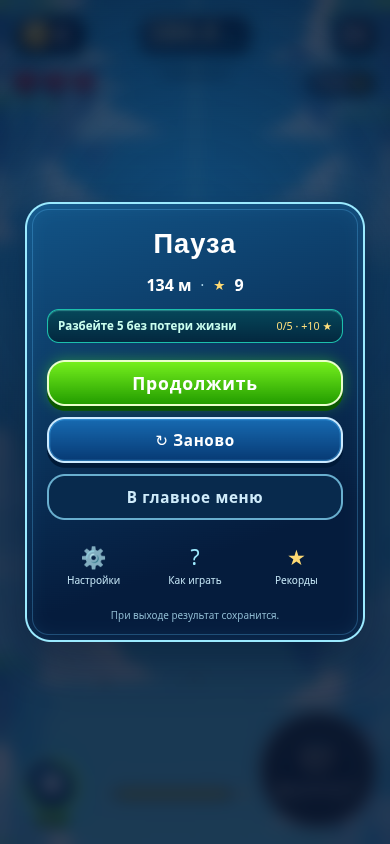 Пауза
134 м · ★ 9
Разбейте 5 без потери жизни 0/5 · +10 ★
Продолжить
↻ Заново
В главное меню
? 
Настройки Как играть Рекорды
При выходе результат сохранится.